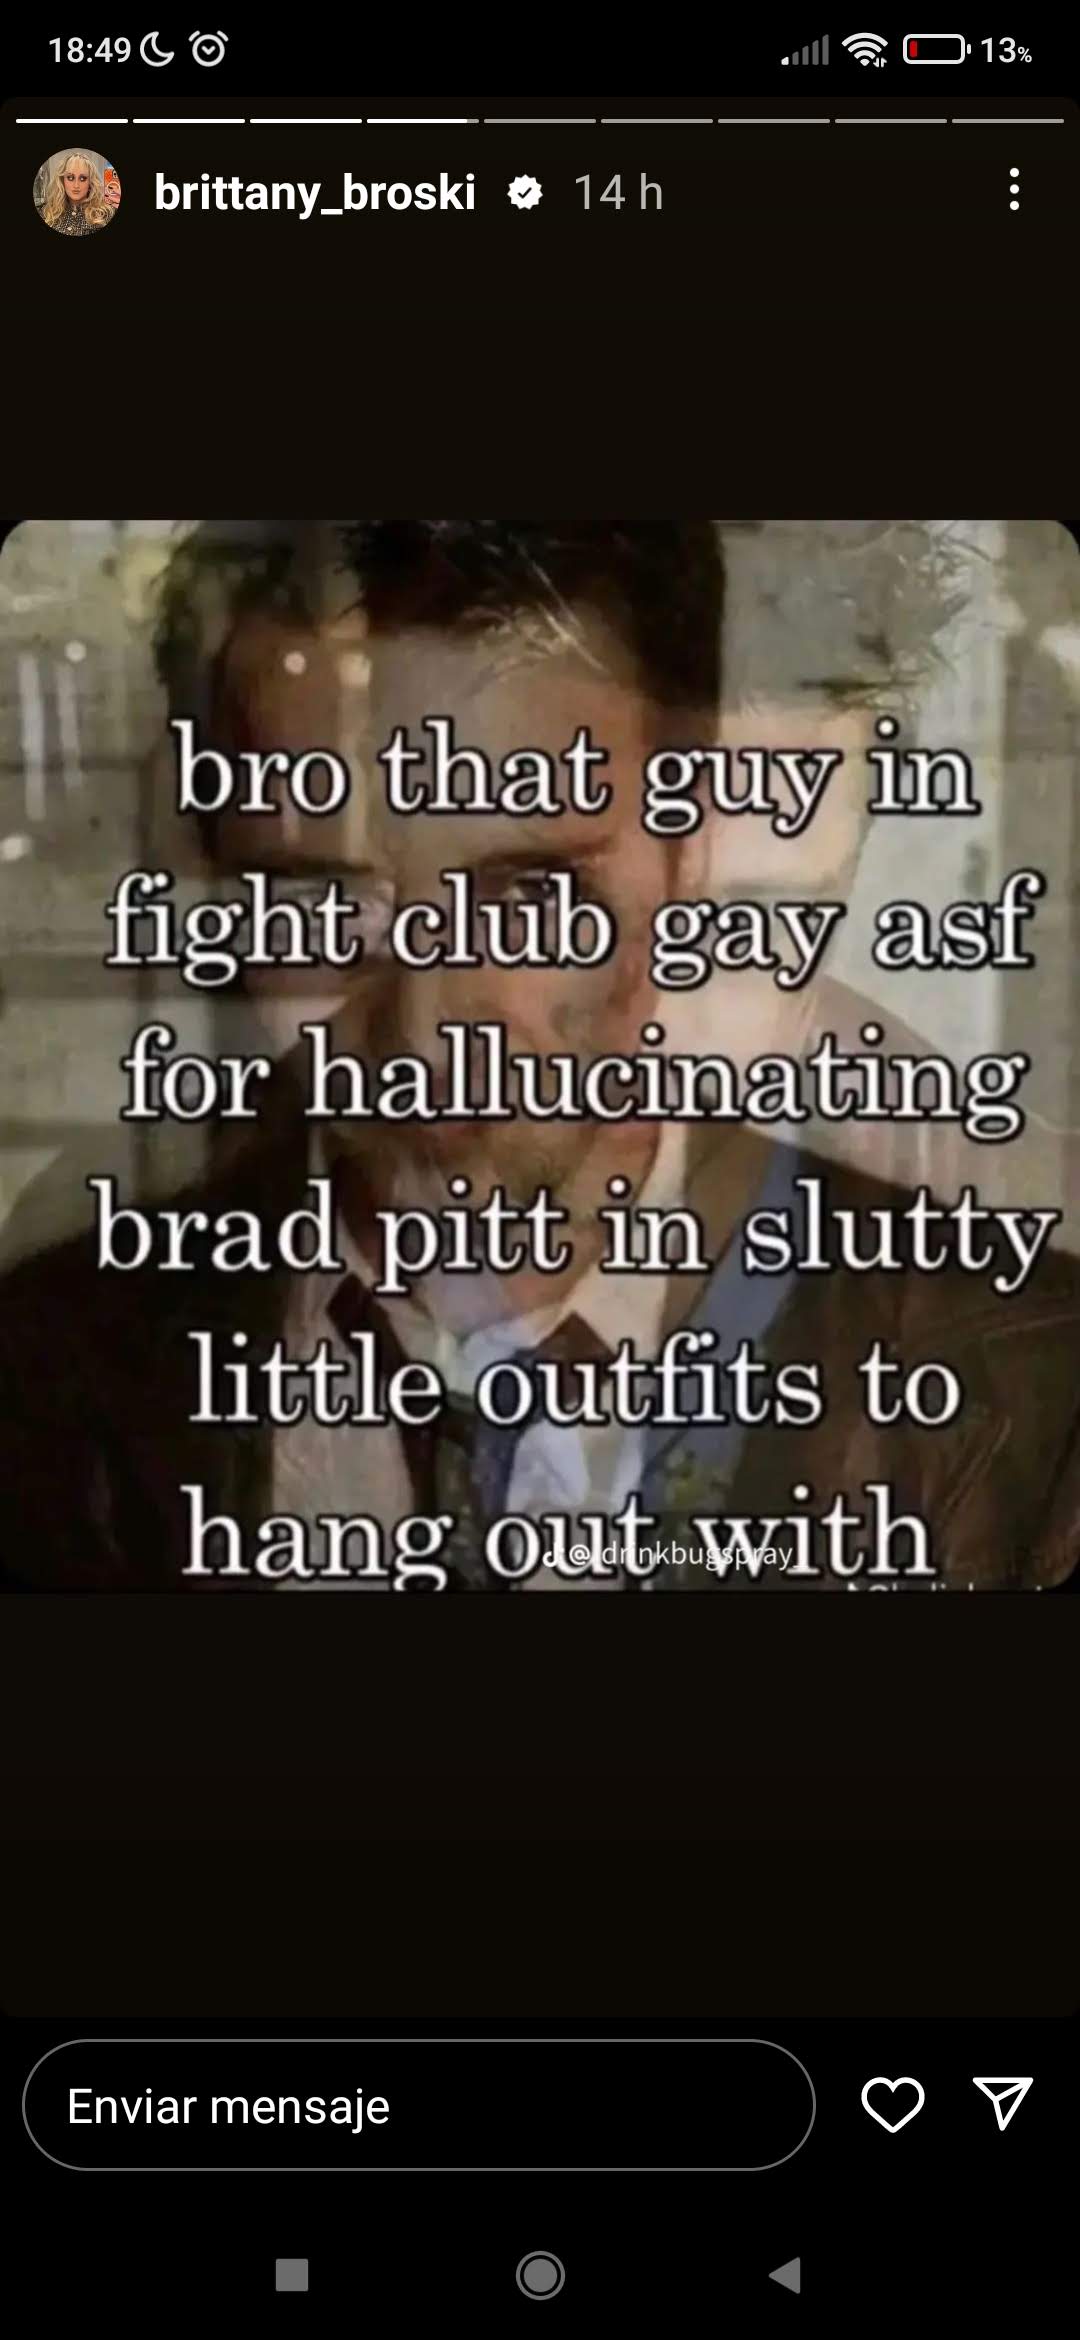 18:49
13%
brittany_broski 14 h
bro that guy in
fight club gay asf
for hallucinating
brad pitt in slutty
little outfits to
hang out with
@drinkbugspray_
Enviar mensaje